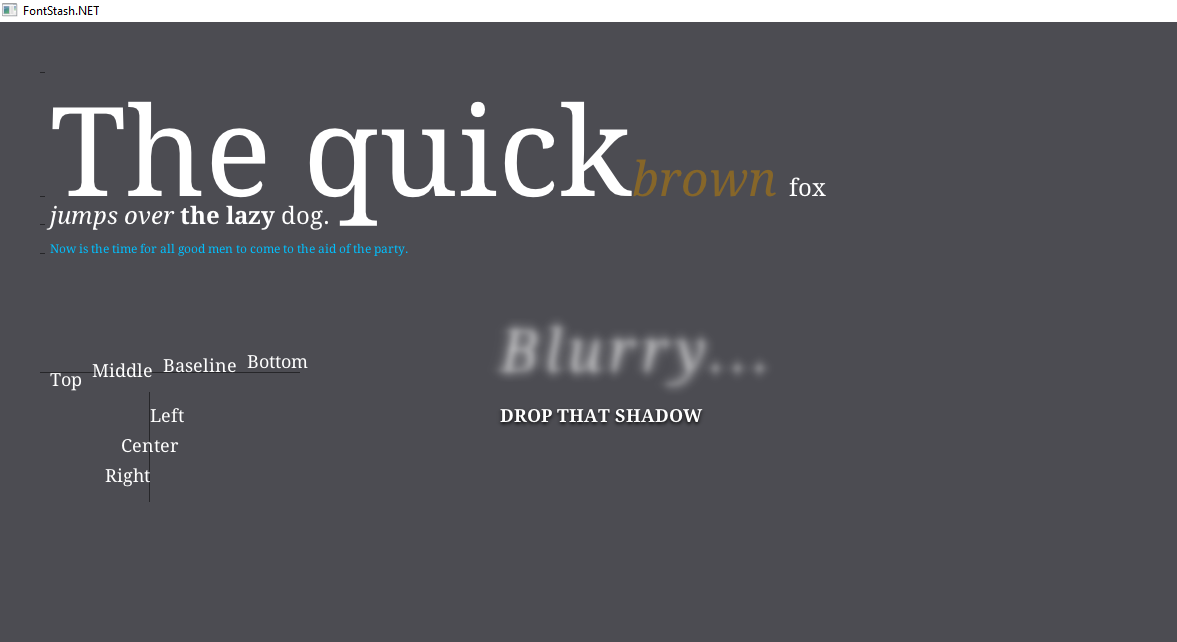 FontStash.NET
The quick brown fox
jumps over the lazy dog.
Now is the time for all good men to come to the aid of the party.
Blurry...
Top Middle Baseline Bottom
Left
DROP THAT SHADOW
Center
Right